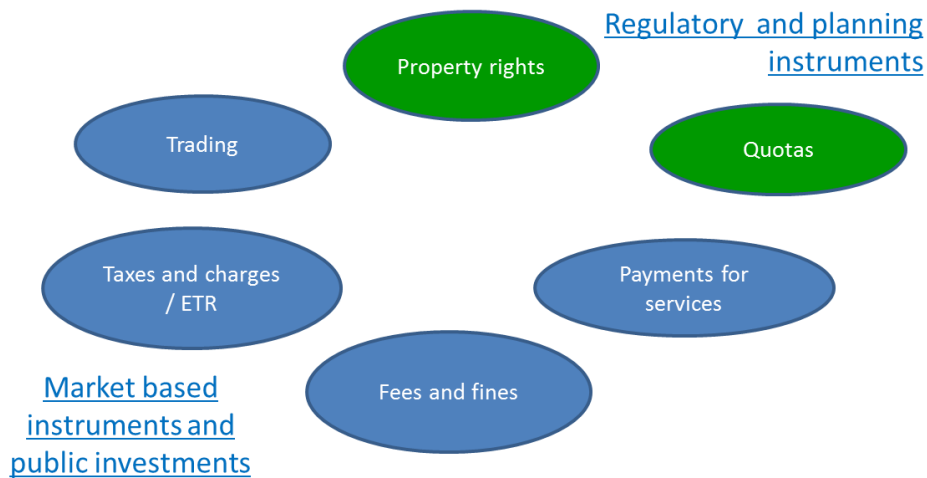 Regulatory and planning
instruments
Property rights
Trading
Quotas
Taxes and charges
/ ETR
Payments for
services
Fees and fines
Market based
instruments and
public investments